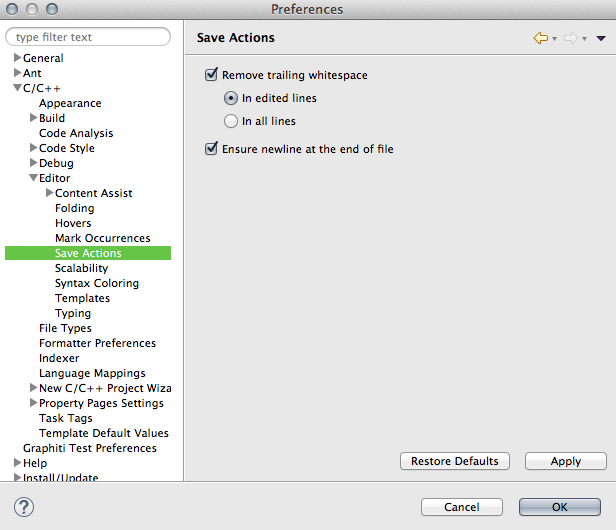 Preferences
type filter text
General
Ant
C/C++
Appearance
Build
Code Analysis
Code Style
Debug
Editor
Content Assist
Folding
Hovers
Mark Occurrences
Save Actions
Scalability
Syntax Coloring
Templates
Typing
File Types
Formatter Preferences
Indexer
Language Mappings
New C/C++ Project Wiza
Property Pages Settings
Task Tags
Template Default Values
Graphiti Test Preferences
Help
Install/Update
Save Actions
Remove trailing whitespace
In edited lines
In all lines
Ensure newline at the end of file
Restore Defaults
Apply
?
Cancel
OK